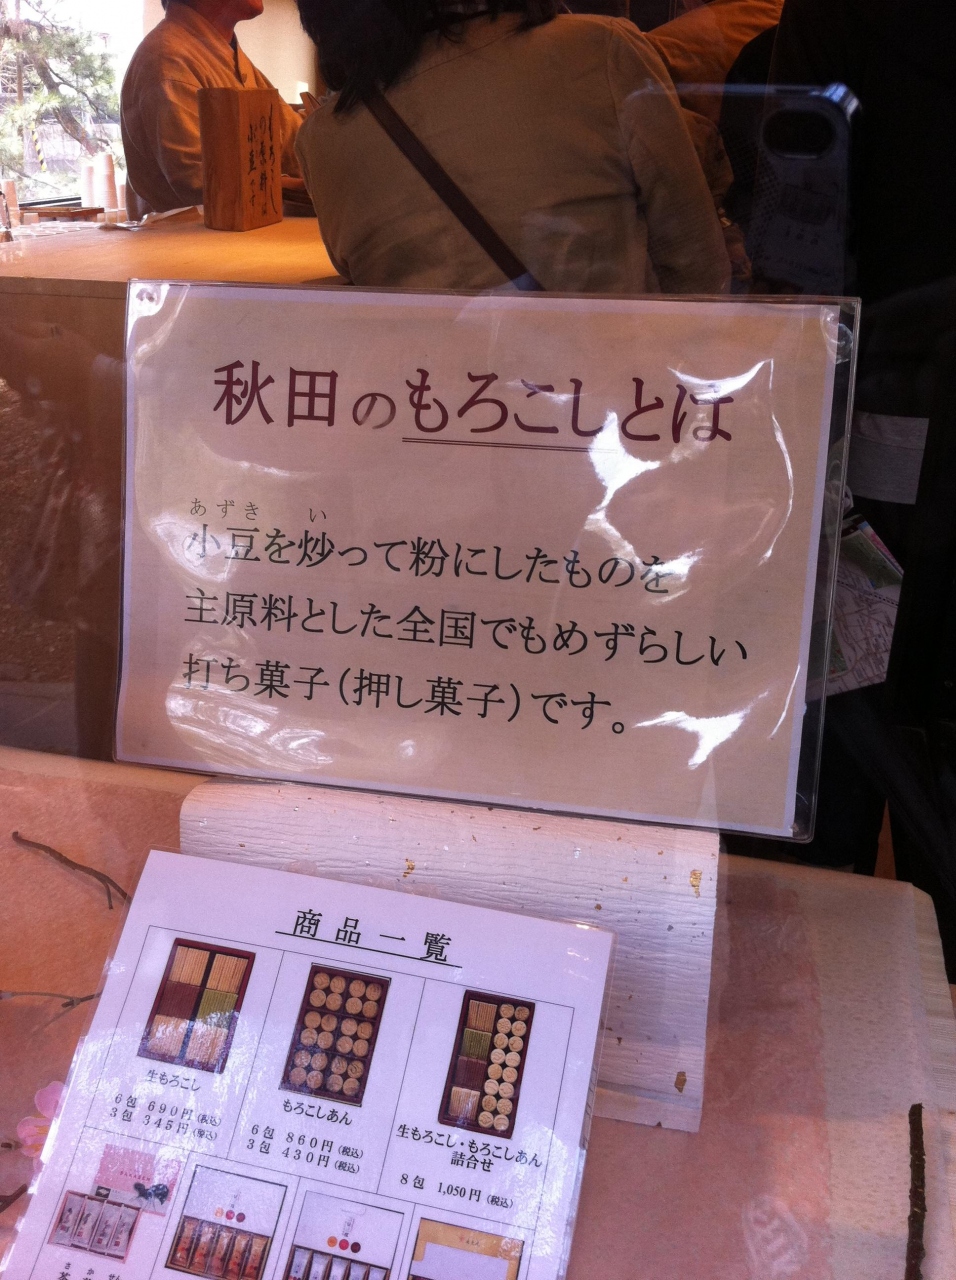 秋田のもろこしとは
あずき い
小豆を炒って粉にしたものを
主原料とした全国でもめずらしい
打ち菓子(押し菓子)です。
商品一覧
生もろこし
6包 690円(税込)
3包 345円(税込)
もろこしあん
6包 860円(税込)
3包 430円(税込)
生もろこし・もろこしあん
詰合せ
8包 1,050円(税込)